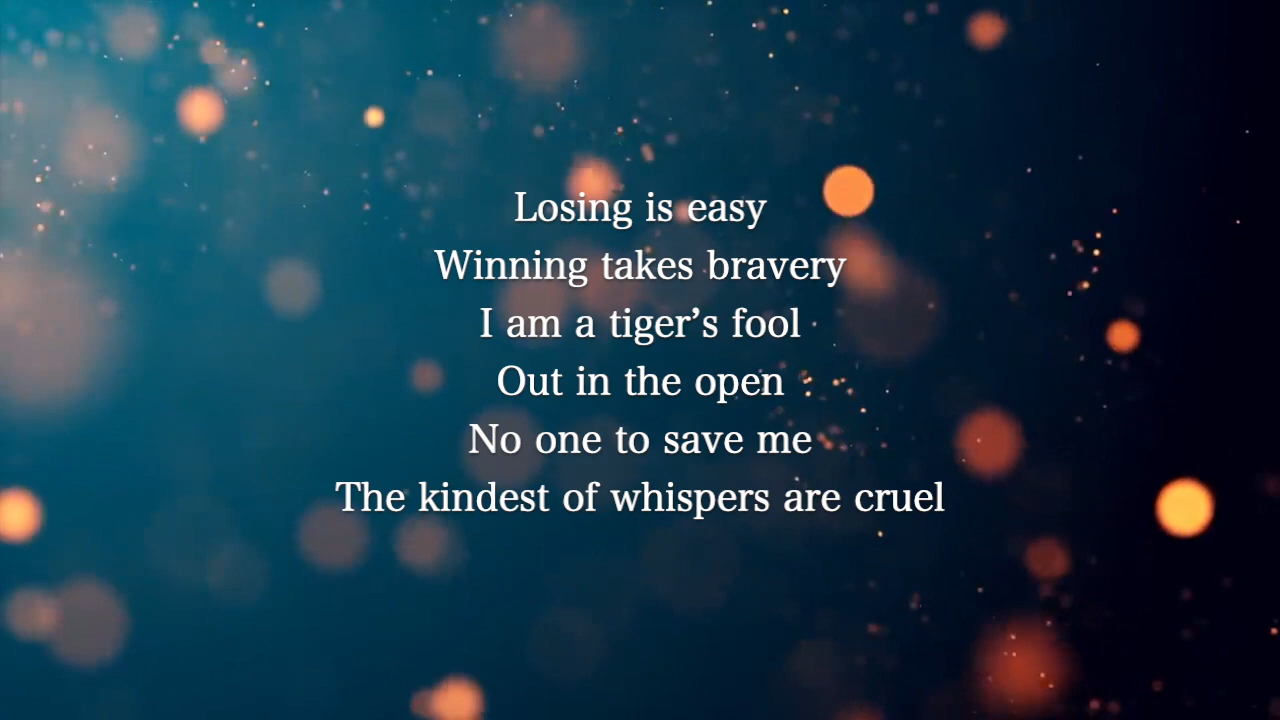 Losing is easy
Winning takes bravery
I am a tiger’s fool
Out in the open
No one to save me
The kindest of whispers are cruel